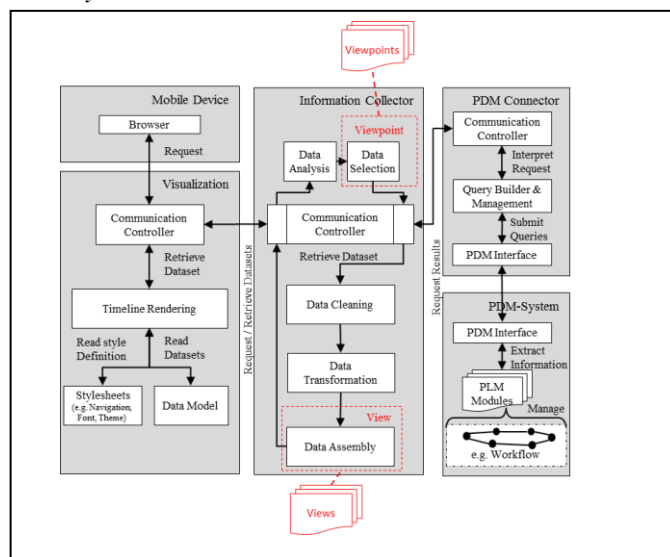 Viewpoints
Mobile Device
Browser
Request
Visualization
Communication
Controller
Retrieve
Dataset
Timeline Rendering
Read style
Definition
Read
Datasets
Stylesheets
(e.g. Navigation,
Font, Theme)
Data Model
Request / Retrieve Datasets
Information Collector
Viewpoint
Data
Analysis
Data
Selection
Communication
Controller
Retrieve Dataset
Data Cleaning
Data
Transformation
View
Data Assembly
Views
Request Results
PDM Connector
Communication
Controller
Interpret
Request
Query Builder &
Management
Submit
Queries
PDM Interface
PDM-System
PDM Interface
Extract
Information
PLM
Modules
Manage
e.g. Workflow